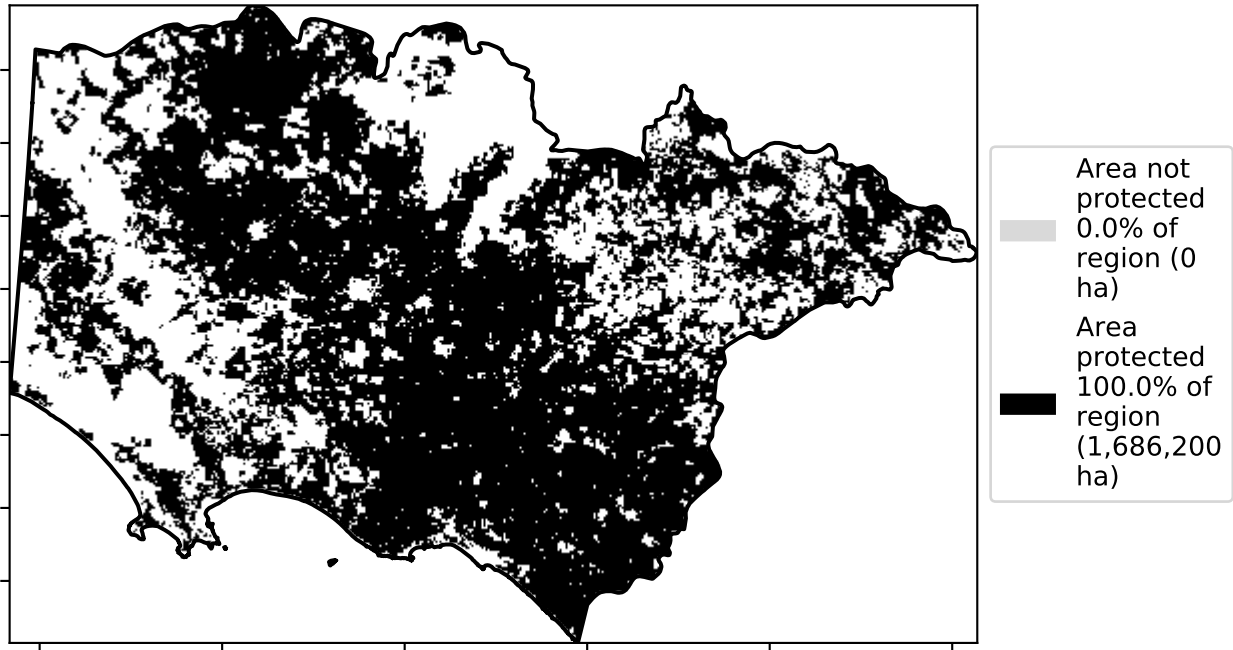 Area not
protected
0.0% of
region (0
ha)
Area
protected
100.0% of
region
(1,686,200
ha)